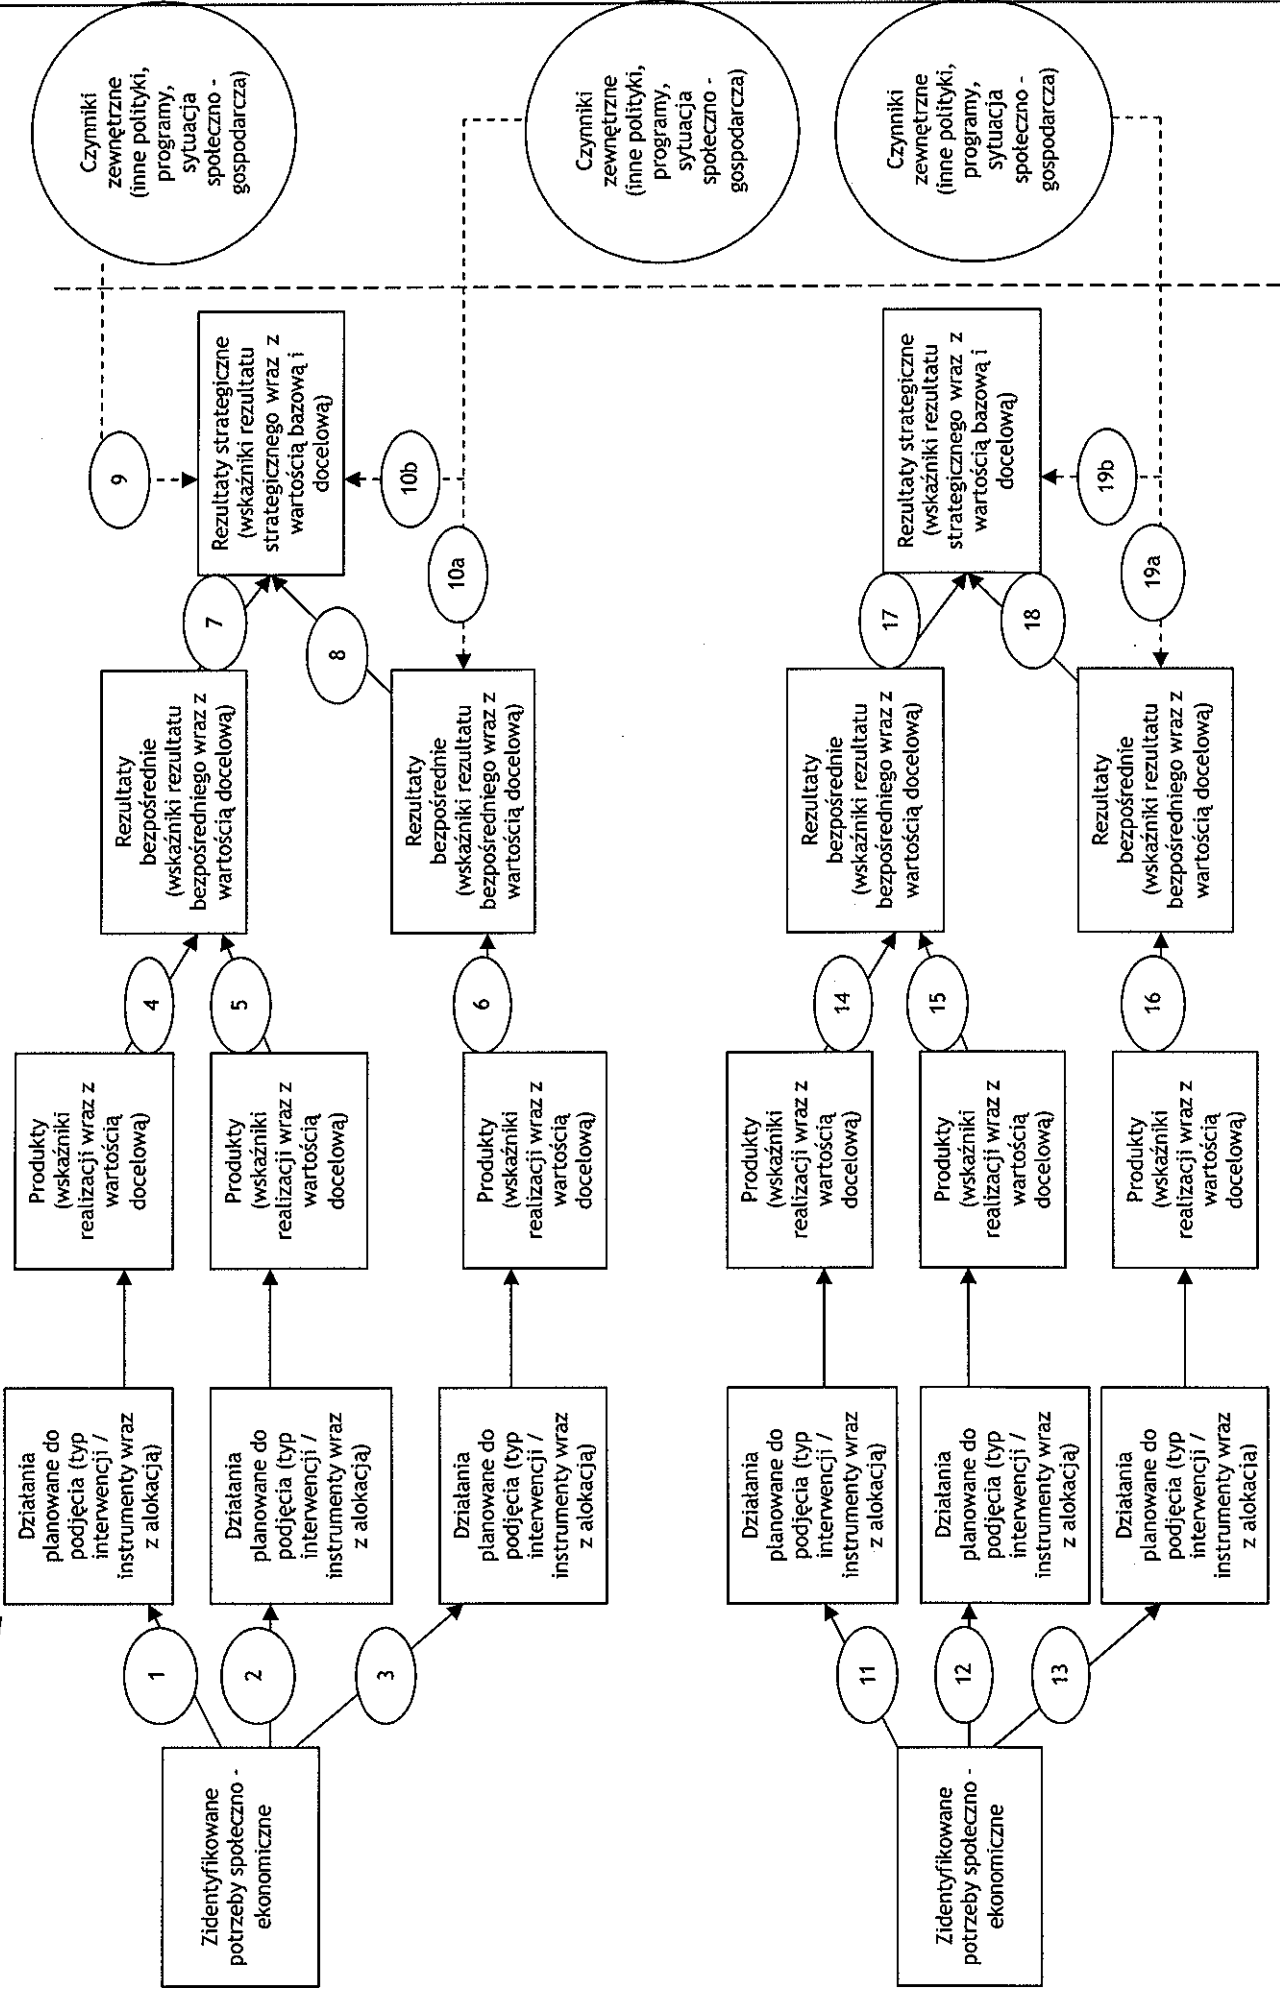 Zidentyfikowane
potrzeby społeczno -
ekonomiczne
1
2
3
Działania
planowane do
podjęcia (typ
interwencji /
instrumenty wraz
z alokacją)
Działania
planowane do
podjęcia (typ
interwencji /
instrumenty wraz
z alokacją)
Działania
planowane do
podjęcia (typ
interwencji /
instrumenty wraz
z alokacją)
Produkty
(wskaźniki
realizacji wraz z
wartością
docelową)
Produkty
(wskaźniki
realizacji wraz z
wartością
docelową)
Produkty
(wskaźniki
realizacji wraz z
wartością
docelową)
4
5
6
Rezultaty
bezpośrednie
(wskaźniki rezultatu
bezpośredniego wraz z
wartością docelową)
Rezultaty
bezpośrednie
(wskaźniki rezultatu
bezpośredniego wraz z
wartością docelową)
7
8
Rezultaty strategiczne
(wskaźniki rezultatu
strategicznego wraz z
wartością bazową i
docelową)
9
10a
10b
Czynniki
zewnętrzne
(inne polityki,
programy,
sytuacja
społeczno -
gospodarcza)
Czynniki
zewnętrzne
(inne polityki,
programy,
sytuacja
społeczno -
gospodarcza)
Zidentyfikowane
potrzeby społeczno -
ekonomiczne
11
12
13
Działania
planowane do
podjęcia (typ
interwencji /
instrumenty wraz
z alokacją)
Działania
planowane do
podjęcia (typ
interwencji /
instrumenty wraz
z alokacją)
Działania
planowane do
podjęcia (typ
interwencji /
instrumenty wraz
z alokacją)
Produkty
(wskaźniki
realizacji wraz z
wartością
docelową)
Produkty
(wskaźniki
realizacji wraz z
wartością
docelową)
Produkty
(wskaźniki
realizacji wraz z
wartością
docelową)
14
15
16
Rezultaty
bezpośrednie
(wskaźniki rezultatu
bezpośredniego wraz z
wartością docelową)
Rezultaty
bezpośrednie
(wskaźniki rezultatu
bezpośredniego wraz z
wartością docelową)
17
18
Rezultaty strategiczne
(wskaźniki rezultatu
strategicznego wraz z
wartością bazową i
docelową)
19a
19b
Czynniki
zewnętrzne
(inne polityki,
programy,
sytuacja
społeczno -
gospodarcza)